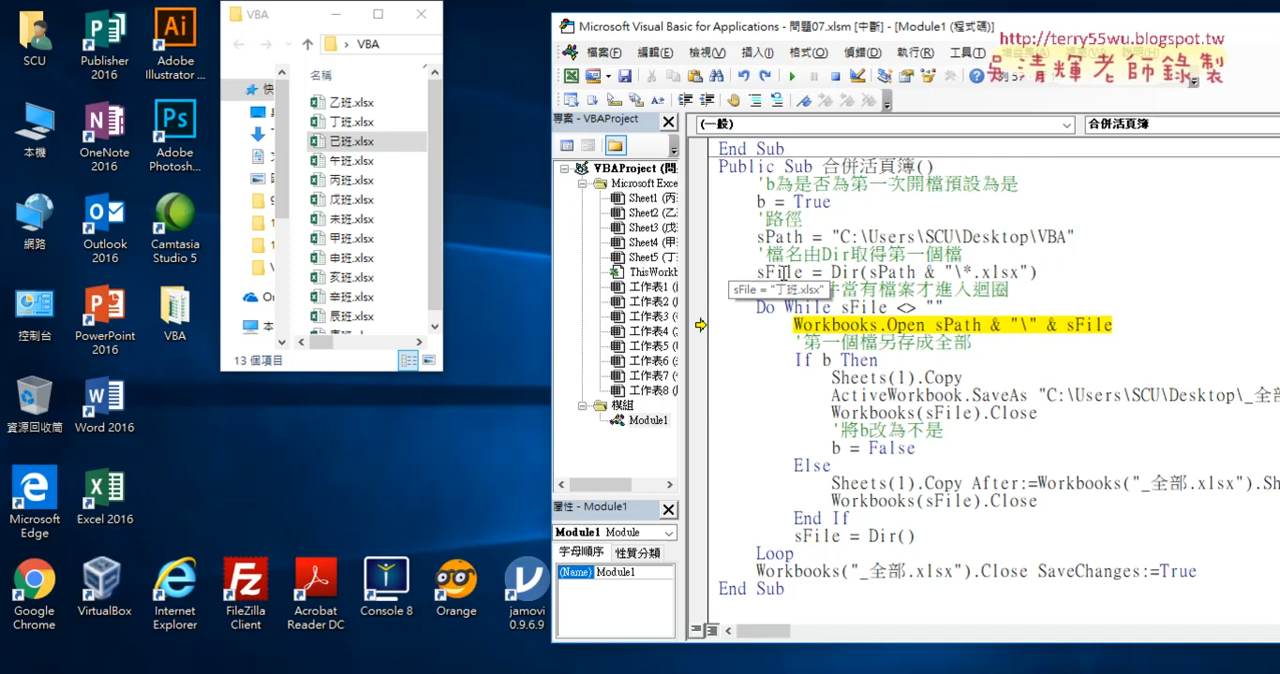 SCU
Publisher 2016
Adobe Illustrator ...
本機
OneNote 2016
Adobe Photosh...
網路
Outlook 2016
Camtasia Studio 5
控制台
PowerPoint 2016
VBA
資源回收筒
Word 2016
Microsoft Edge
Excel 2016
Google Chrome
VirtualBox
Internet Explorer
FileZilla Client
Acrobat Reader DC
Console 8
Orange
jamovi 0.9.6.9
VBA
VBA
名稱
乙班.xlsx
丁班.xlsx
已班.xlsx
午班.xlsx
丙班.xlsx
戊班.xlsx
未班.xlsx
甲班.xlsx
申班.xlsx
辛班.xlsx
辰班.xlsx
13 個項目
Microsoft Visual Basic for Applications - 問題07.xlsm [中斷] - [Module1 (程式碼)]
http://terry55wu.blogspot.tw
吳清輝老師錄製
檔案(F) 編輯(E) 檢視(V) 插入(I) 格式(O) 偵錯(D) 執行(R) 工具(T)
專案 - VBAProject
VBAProject (問
Microsoft Exce
Sheet1 (丙
Sheet2 (乙
Sheet3 (戊
Sheet4 (甲
Sheet5 (丁
ThisWorkb
工作表1
工作表2
工作表3
工作表4
工作表5
工作表6
工作表7
工作表8
模組
Module1
屬性 - Module1
Module1 Module
字母順序 性質分類
(Name) Module1
(一般) 合併活頁簿
End Sub
Public Sub 合併活頁簿()
'b為是否為第一次開檔預設為是
b = True
'路徑
sPath = "C:\Users\SCU\Desktop\VBA"
'檔名由Dir取得第一個檔
sFile = Dir(sPath & "\*.xlsx")
sFile = "丁班.xlsx"
當有檔案才進入迴圈
Do While sFile <> ""
Workbooks.Open sPath & "\" & sFile
'第一個檔另存成全部
If b Then
Sheets(1).Copy
ActiveWorkbook.SaveAs "C:\Users\SCU\Desktop\_全部
Workbooks(sFile).Close
'將b改為不是
b = False
Else
Sheets(1).Copy After:=Workbooks("_全部.xlsx").Sh
Workbooks(sFile).Close
End If
sFile = Dir()
Loop
Workbooks("_全部.xlsx").Close SaveChanges:=True
End Sub